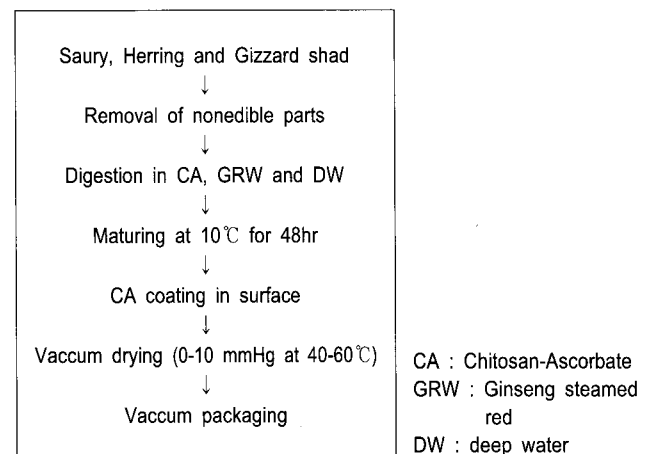 Saury, Herring and Gizzard shad
↓
Removal of nonedible parts
↓
Digestion in CA, GRW and DW
↓
Maturing at 10℃ for 48hr
↓
CA coating in surface
↓
Vaccum drying (0-10 mmHg at 40-60℃)
↓
Vaccum packaging
CA : Chitosan-Ascorbate
GRW : Ginseng steamed
red
DW : deep water